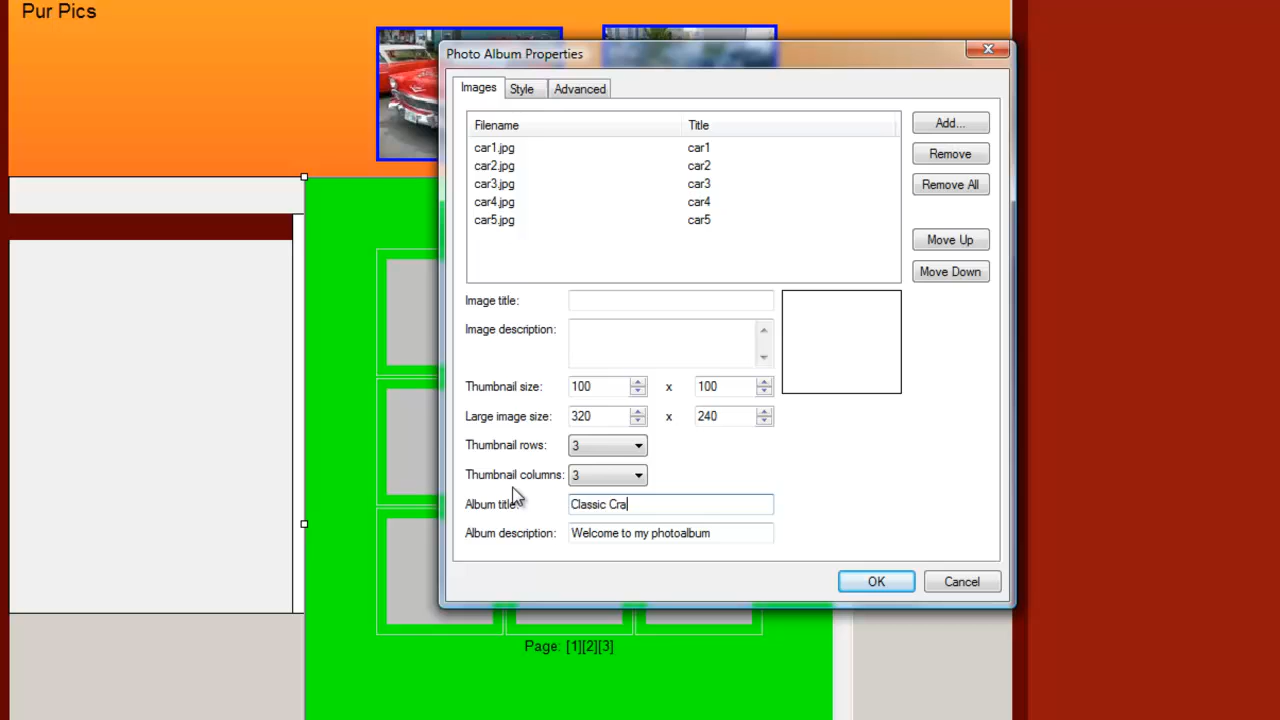 Pur Pics
Photo Album Properties
Images Style Advanced
Filename Title
car1.jpg car1
car2.jpg car2
car3.jpg car3
car4.jpg car4
car5.jpg car5
Add...
Remove
Remove All
Move Up
Move Down
Image title:
Image description:
Thumbnail size: 100 x 100
Large image size: 320 x 240
Thumbnail rows: 3
Thumbnail columns: 3
Album title: Classic Cra
Album description: Welcome to my photoalbum
OK Cancel
Page: [1][2][3]